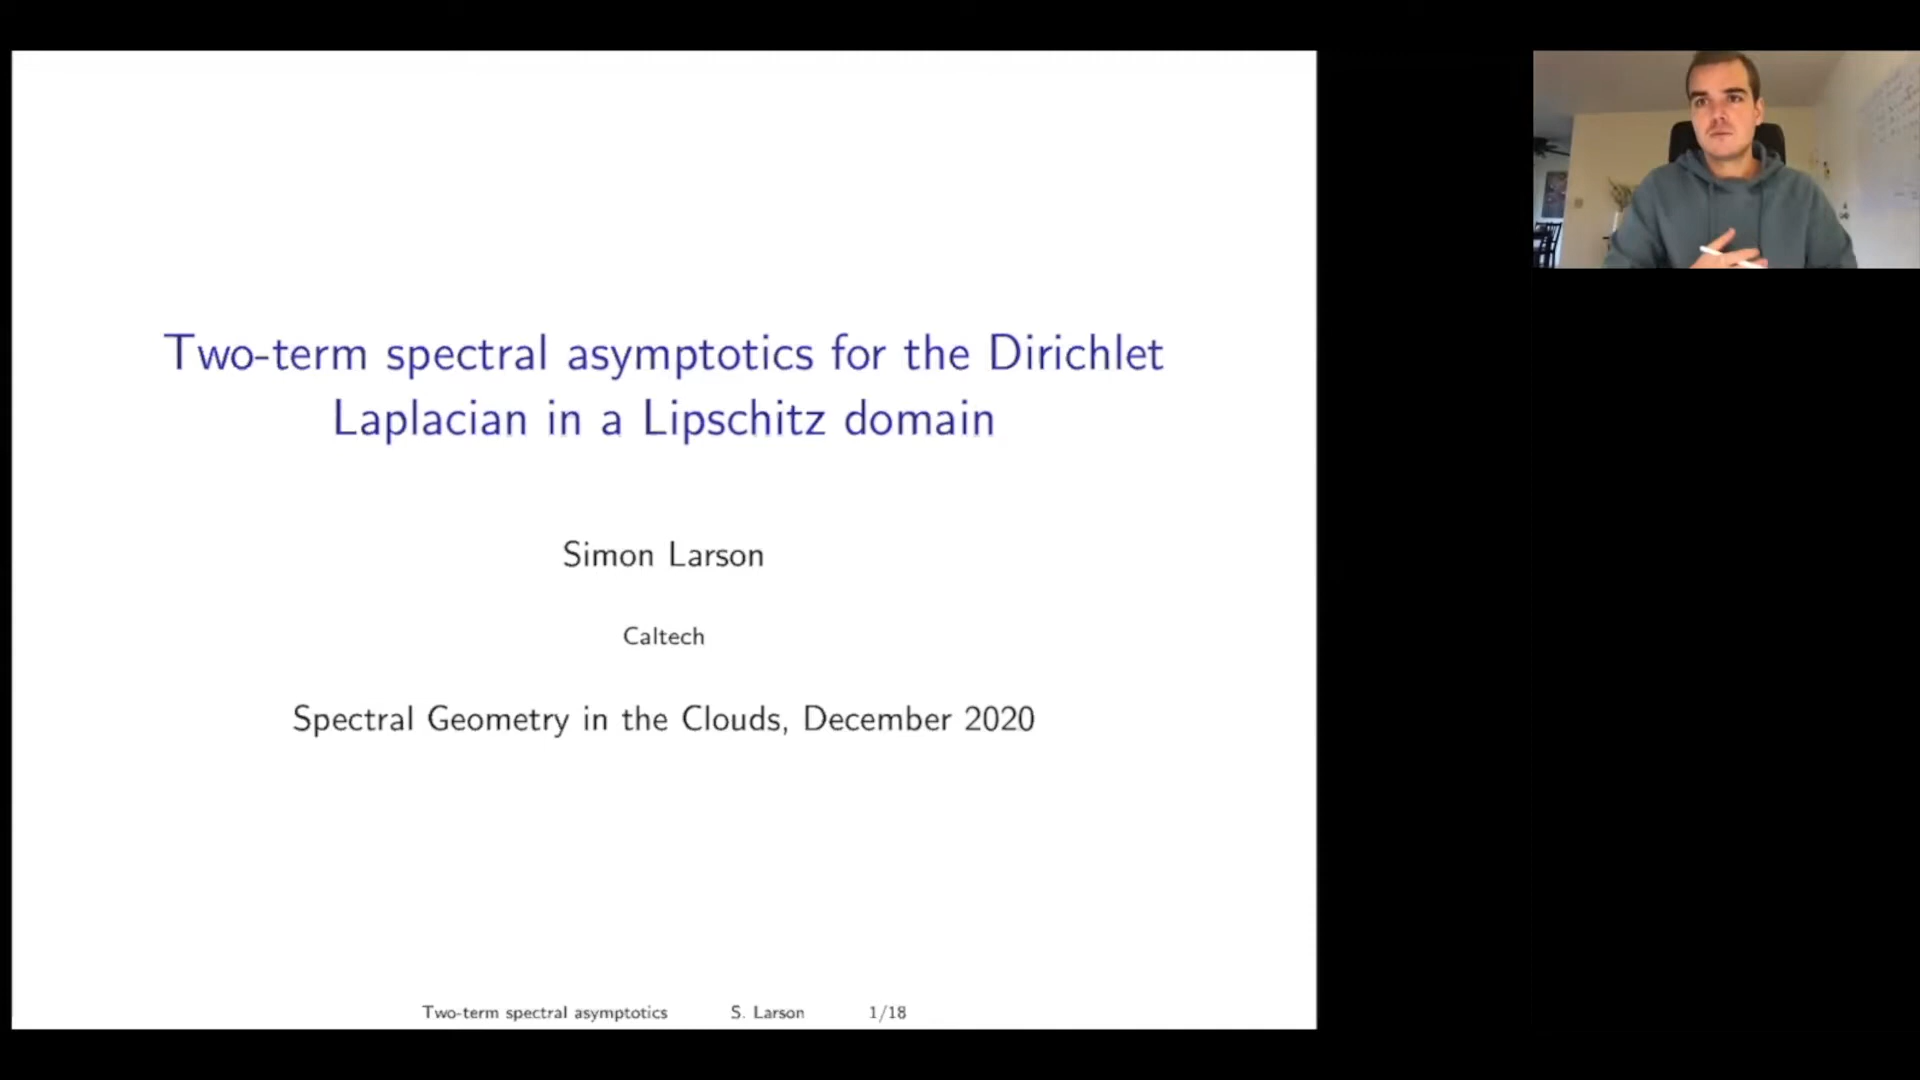 Two-term spectral asymptotics for the Dirichlet
Laplacian in a Lipschitz domain
Simon Larson
Caltech
Spectral Geometry in the Clouds, December 2020
Two-term spectral asymptotics S. Larson 1/18